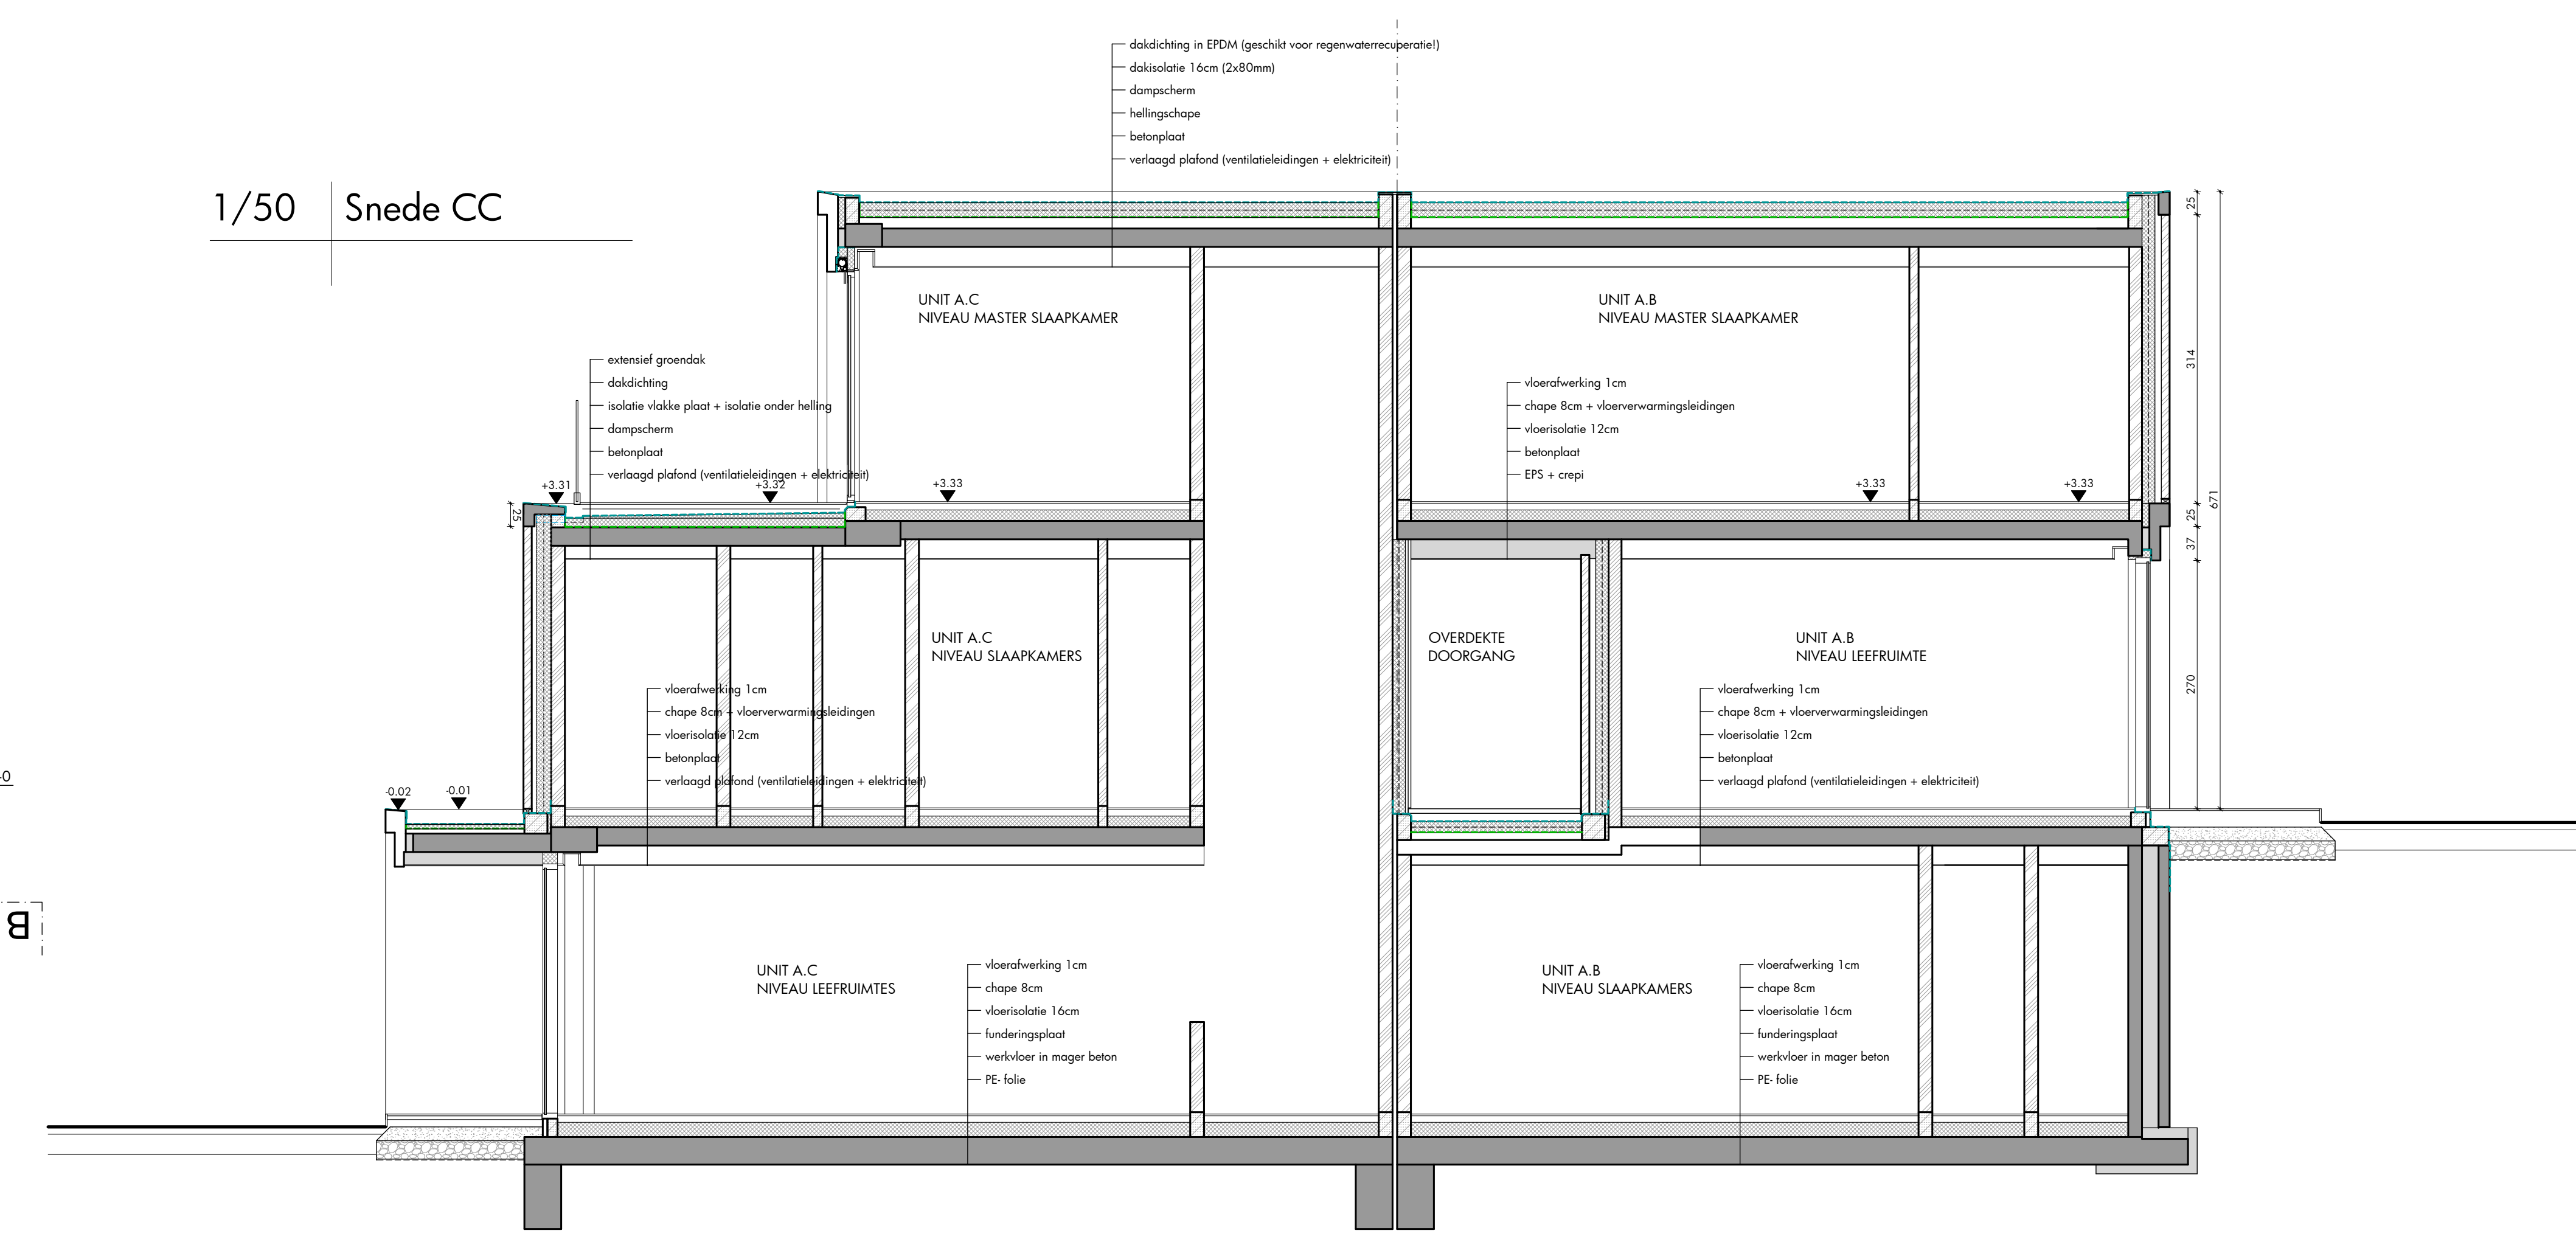 dakdichting in EPDM (geschikt voor regenwaterrecuperatie!)
dakisolatie 16cm (2x80mm)
dampscherm
hellingschape
betonplaat
verlaagd plafond (ventilatieleidingen + elektriciteit)
1/50 Snede CC
25
UNIT A.C
NIVEAU MASTER SLAAPKAMER
UNIT A.B
NIVEAU MASTER SLAAPKAMER
314
extensief groendak
dakdichting
isolatie vlakke plaat + isolatie onder helling
dampscherm
betonplaat
verlaagd plafond (ventilatieleidingen + elektriciteit)
vloerafwerking 1cm
chape 8cm + vloerverwarmingsleidingen
vloerisolatie 12cm
betonplaat
EPS + crepi
+3.31
+3.32
+3.33
+3.33
+3.33
671
25
25
37
UNIT A.C
NIVEAU SLAAPKAMERS
OVERDEKTE
DOORGANG
UNIT A.B
NIVEAU LEEFRUIMTE
270
vloerafwerking 1cm
chape 8cm + vloerverwarmingsleidingen
vloerisolatie 12cm
betonplaat
verlaagd plafond (ventilatieleidingen + elektriciteit)
vloerafwerking 1cm
chape 8cm + vloerverwarmingsleidingen
vloerisolatie 12cm
betonplaat
verlaagd plafond (ventilatieleidingen + elektriciteit)
-0.02
-0.01
B
UNIT A.C
NIVEAU LEEFRUIMTES
vloerafwerking 1cm
chape 8cm
vloerisolatie 16cm
funderingsplaat
werkvloer in mager beton
PE- folie
UNIT A.B
NIVEAU SLAAPKAMERS
vloerafwerking 1cm
chape 8cm
vloerisolatie 16cm
funderingsplaat
werkvloer in mager beton
PE- folie